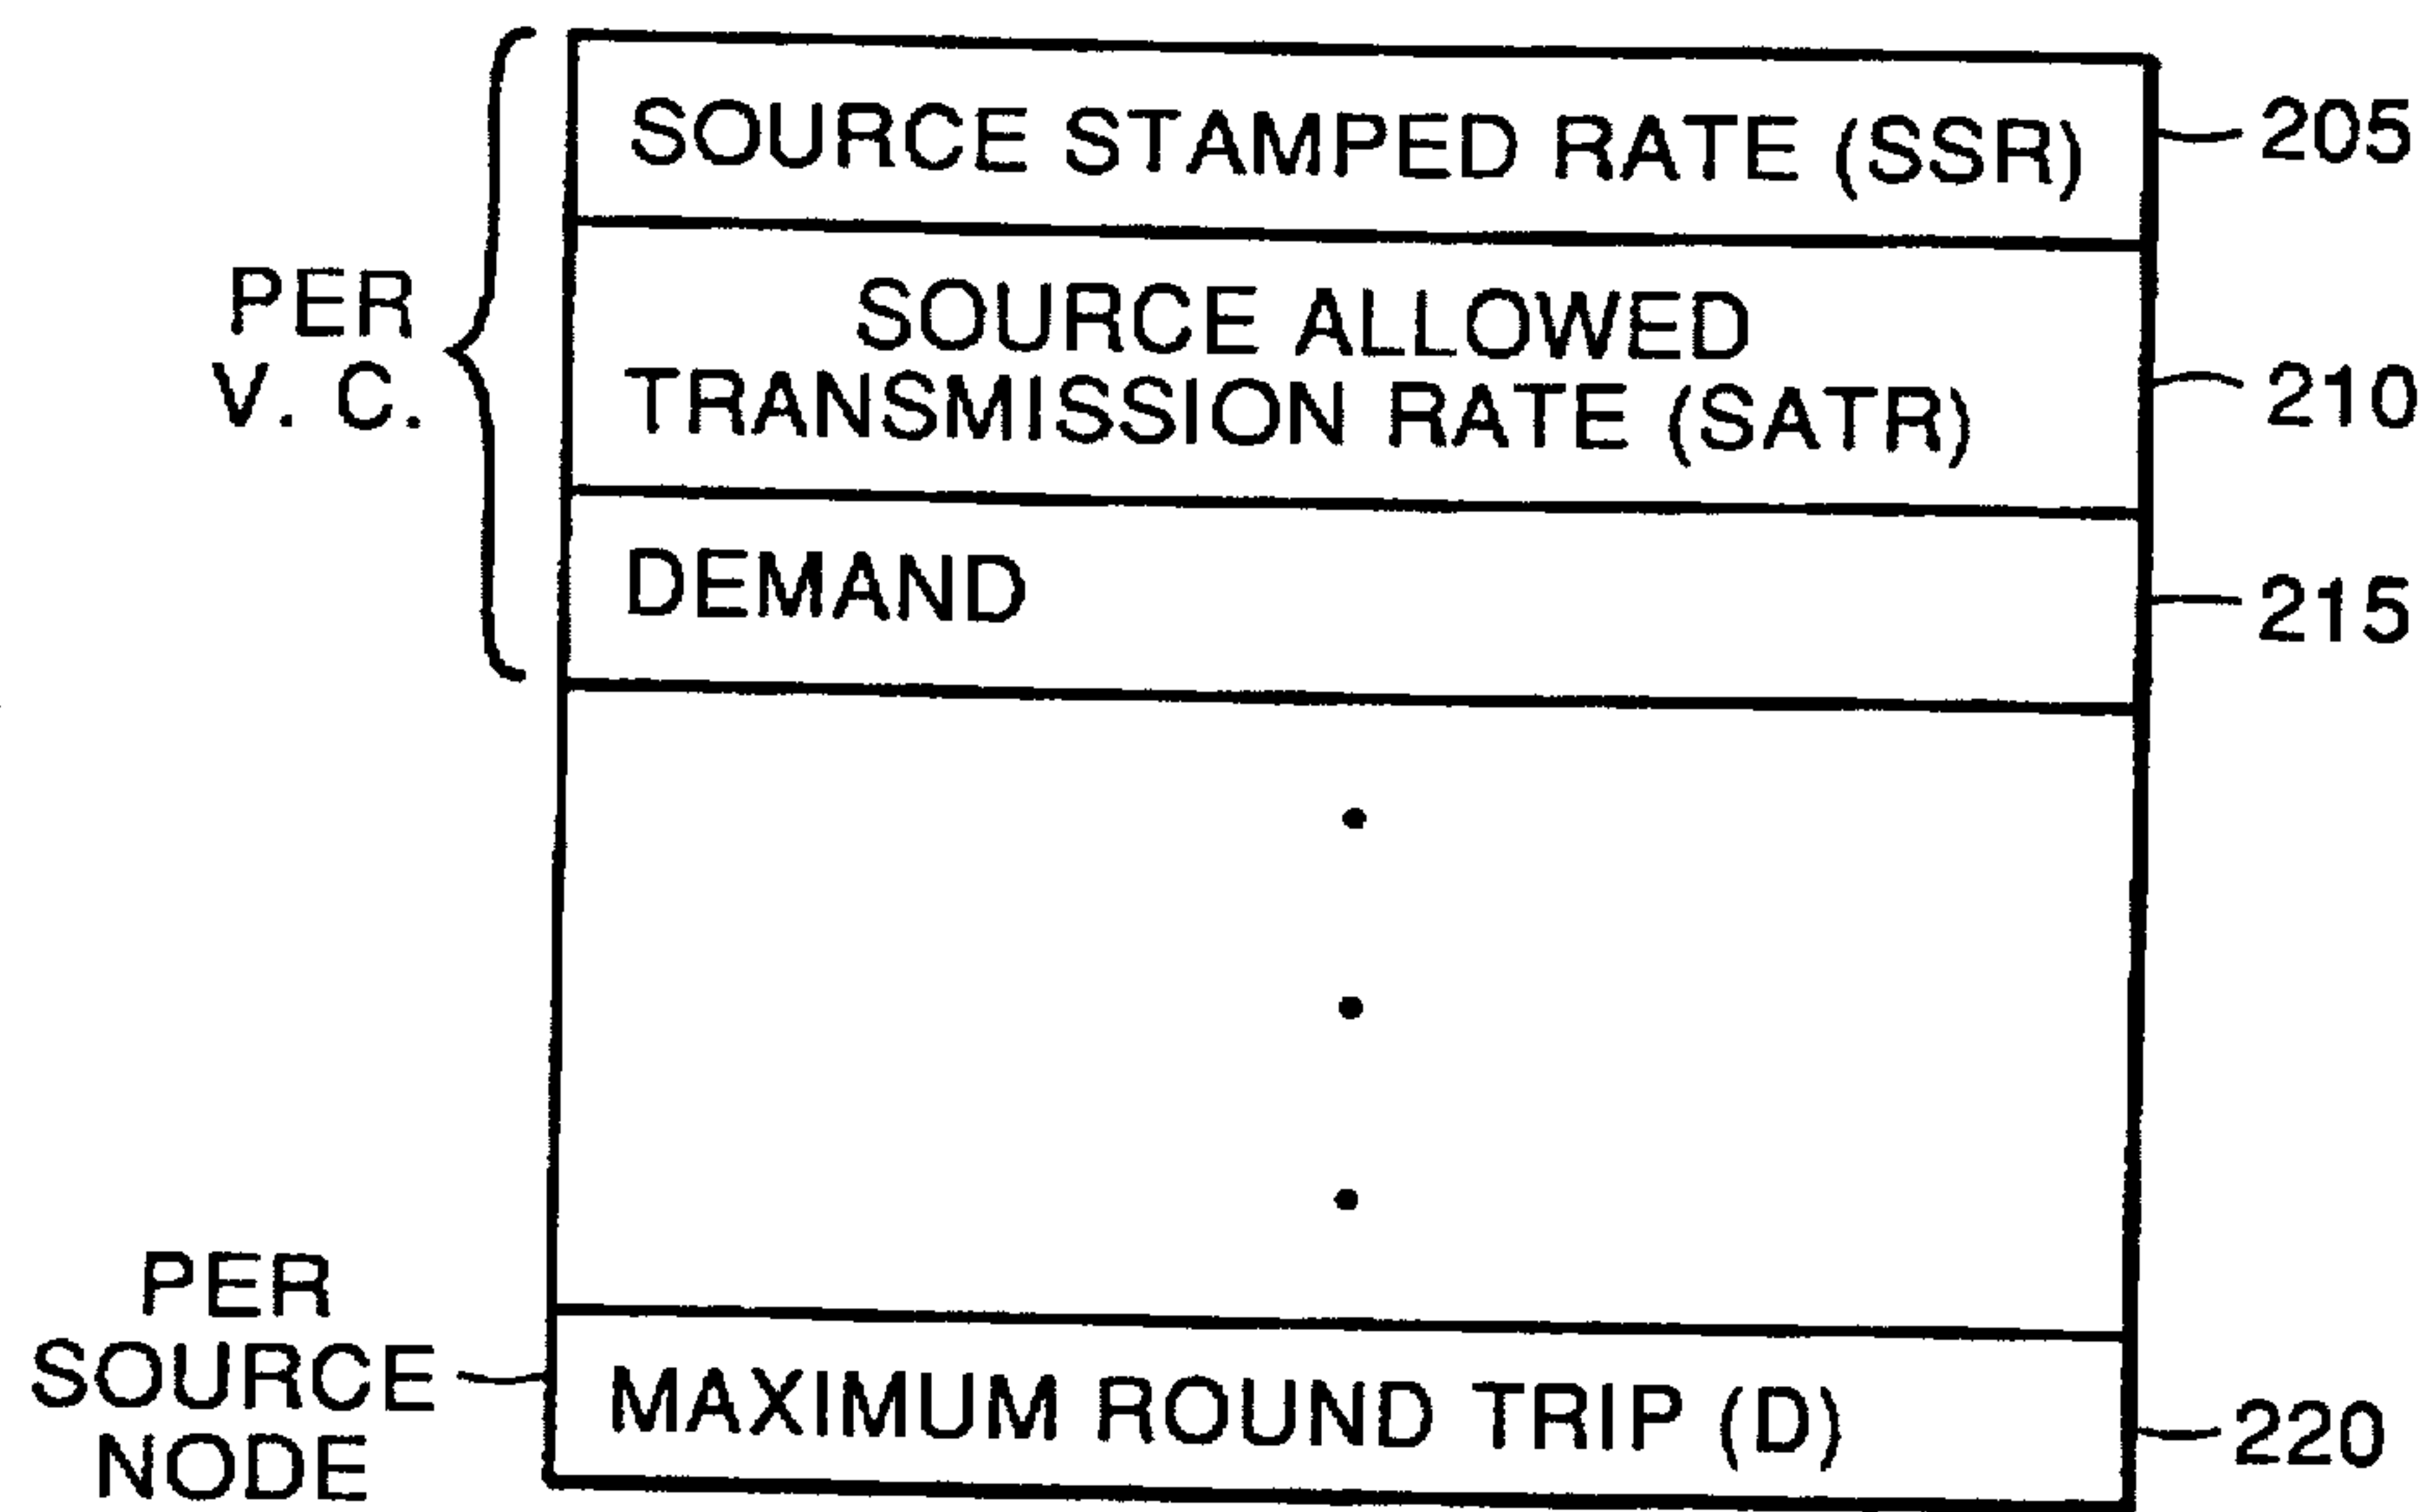 SOURCE STAMPED RATE (SSR)
205
PER
V. C.
SOURCE ALLOWED
TRANSMISSION RATE (SATR)
210
DEMAND
215
PER
SOURCE
NODE
MAXIMUM ROUND TRIP (D)
220